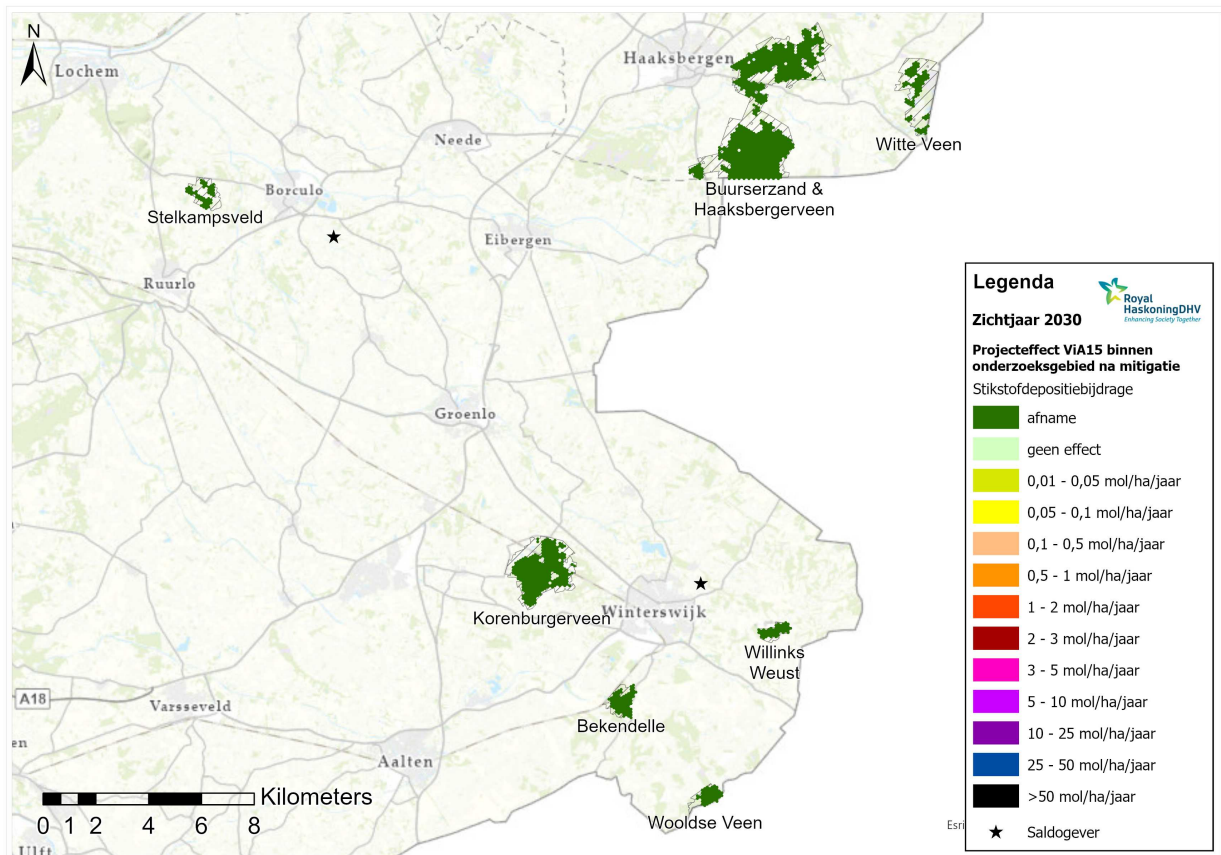 N
Lochem
Haaksbergen
Neede
Witte Veen
Borculo
Buurserzand &
Haaksbergerveen
Stelkampsveld
Eibergen
Ruurlo
Groenlo
Korenburgerveen
Winterswijk
Willinks
Weust
A18
Varsseveld
Bekendelle
en
Aalten
Kilometers
0 1 2 4 6 8
Wooldse Veen
Esri
Ulft
Legenda
Royal
HaskoningDHV
Enhancing Society Together
Zichtjaar 2030
Projecteffect ViA15 binnen
onderzoeksgebied na mitigatie
Stikstofdepositiebijdrage
afname
geen effect
0,01 - 0,05 mol/ha/jaar
0,05 - 0,1 mol/ha/jaar
0,1 - 0,5 mol/ha/jaar
0,5 - 1 mol/ha/jaar
1 - 2 mol/ha/jaar
2 - 3 mol/ha/jaar
3 - 5 mol/ha/jaar
5 - 10 mol/ha/jaar
10 - 25 mol/ha/jaar
25 - 50 mol/ha/jaar
>50 mol/ha/jaar
Saldogever